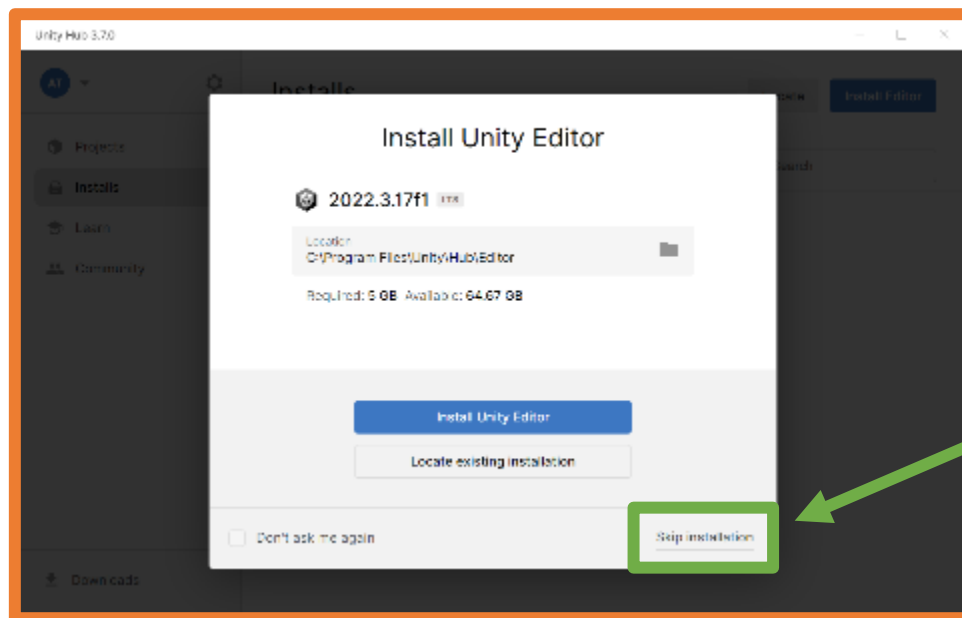 Unity Hub 3.7.0
AT
Installs
Install Editor
Projects
Installs
Learn
Community
Search
Install Unity Editor
2022.3.17f1 LTS
Location
C:\Program Files\Unity\Hub\Editor
Required: 5 GB Available: 64.67 GB
Install Unity Editor
Locate existing installation
Don't ask me again
Skip installation
Downloads